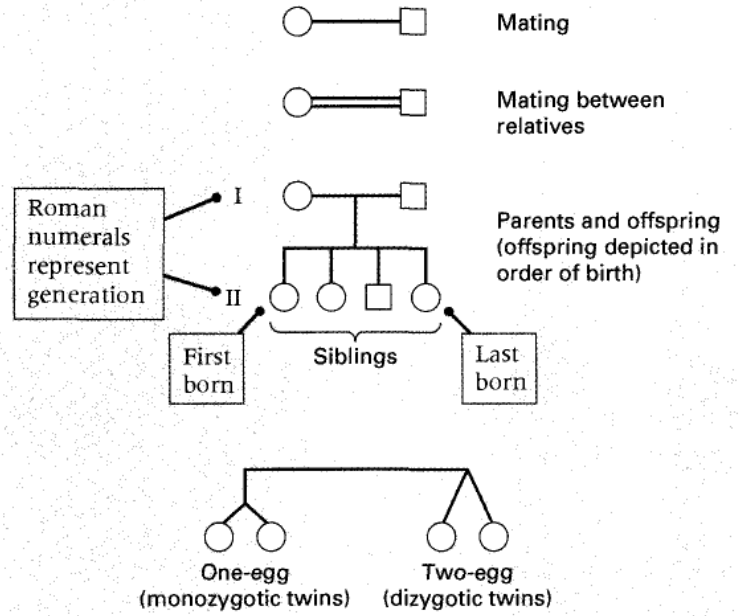 Mating
Mating between
relatives
I
Roman
numerals
represent
generation
Parents and offspring
(offspring depicted in
order of birth)
II
First
born
Siblings
Last
born
One-egg
(monozygotic twins)
Two-egg
(dizygotic twins)